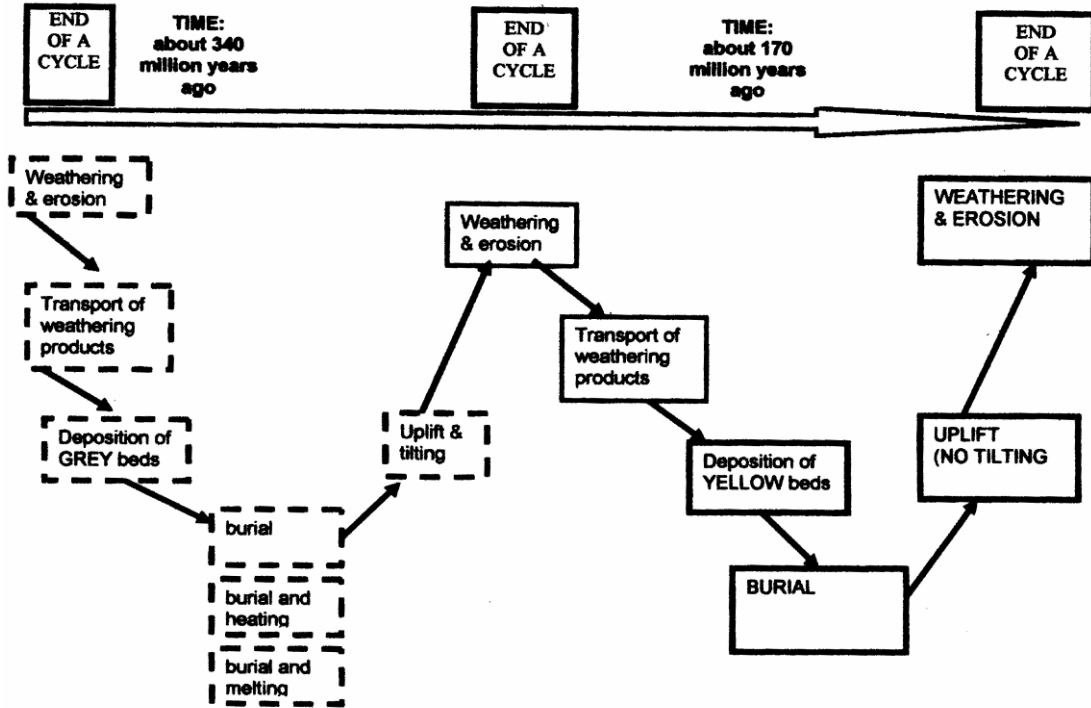 END
OF A
CYCLE
TIME:
about 340
million years
ago
END
OF A
CYCLE
TIME:
about 170
million years
ago
END
OF A
CYCLE
Weathering
& erosion
Transport of
weathering
products
Deposition of
GREY beds
burial
burial and
heating
burial and
melting
Uplift &
tilting
Weathering
& erosion
Transport of
weathering
products
Deposition of
YELLOW beds
BURIAL
UPLIFT
(NO TILTING
WEATHERING
& EROSION